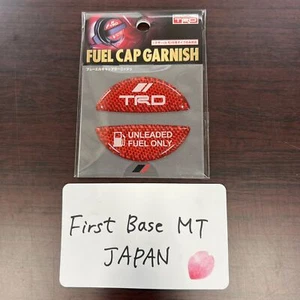 TRD
FUEL CAP GARNISH
TRD
UNLEADED
FUEL ONLY
First Base MT
JAPAN